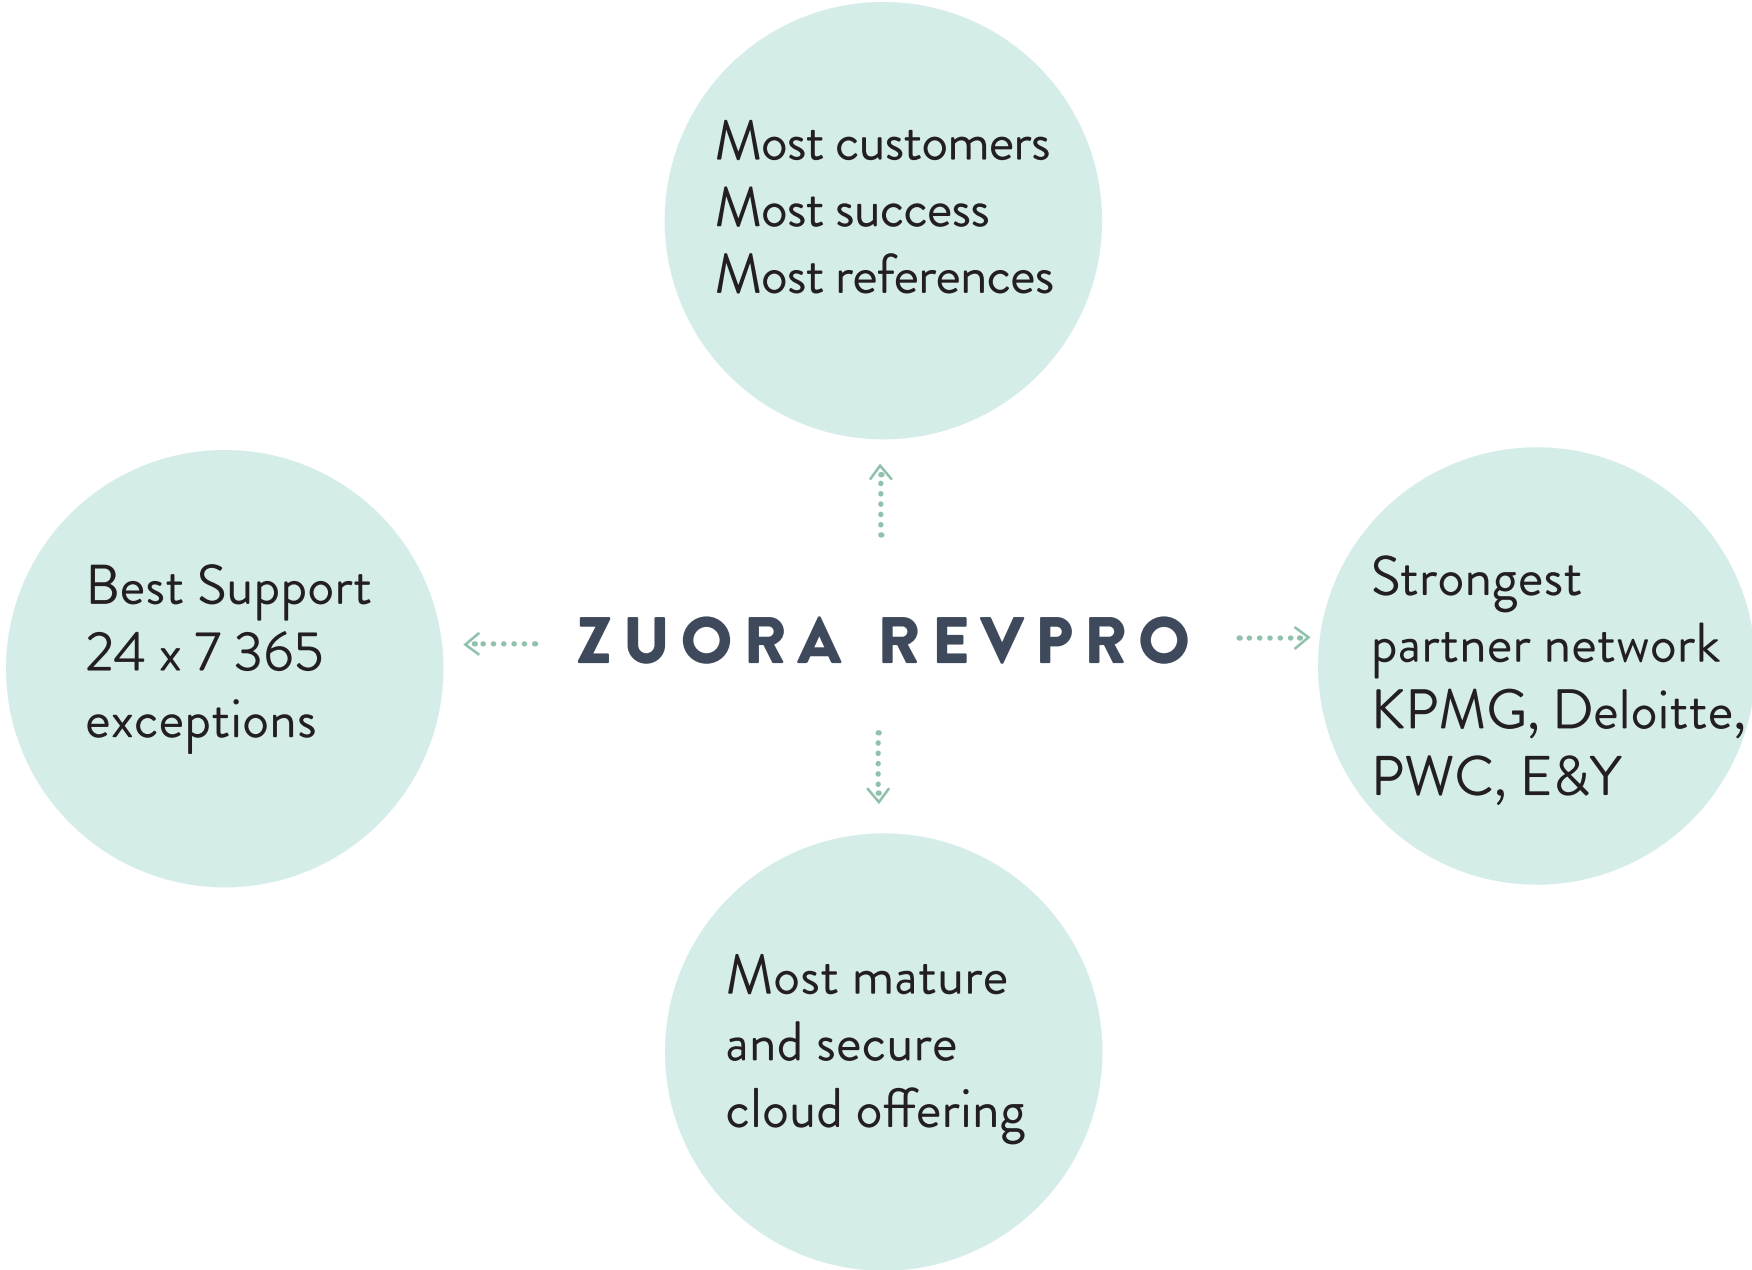 Most customers
Most success
Most references
Best Support
24 x 7 365
exceptions
ZUORA REVPRO
Strongest
partner network
KPMG, Deloitte,
PWC, E&Y
Most mature
and secure
cloud offering